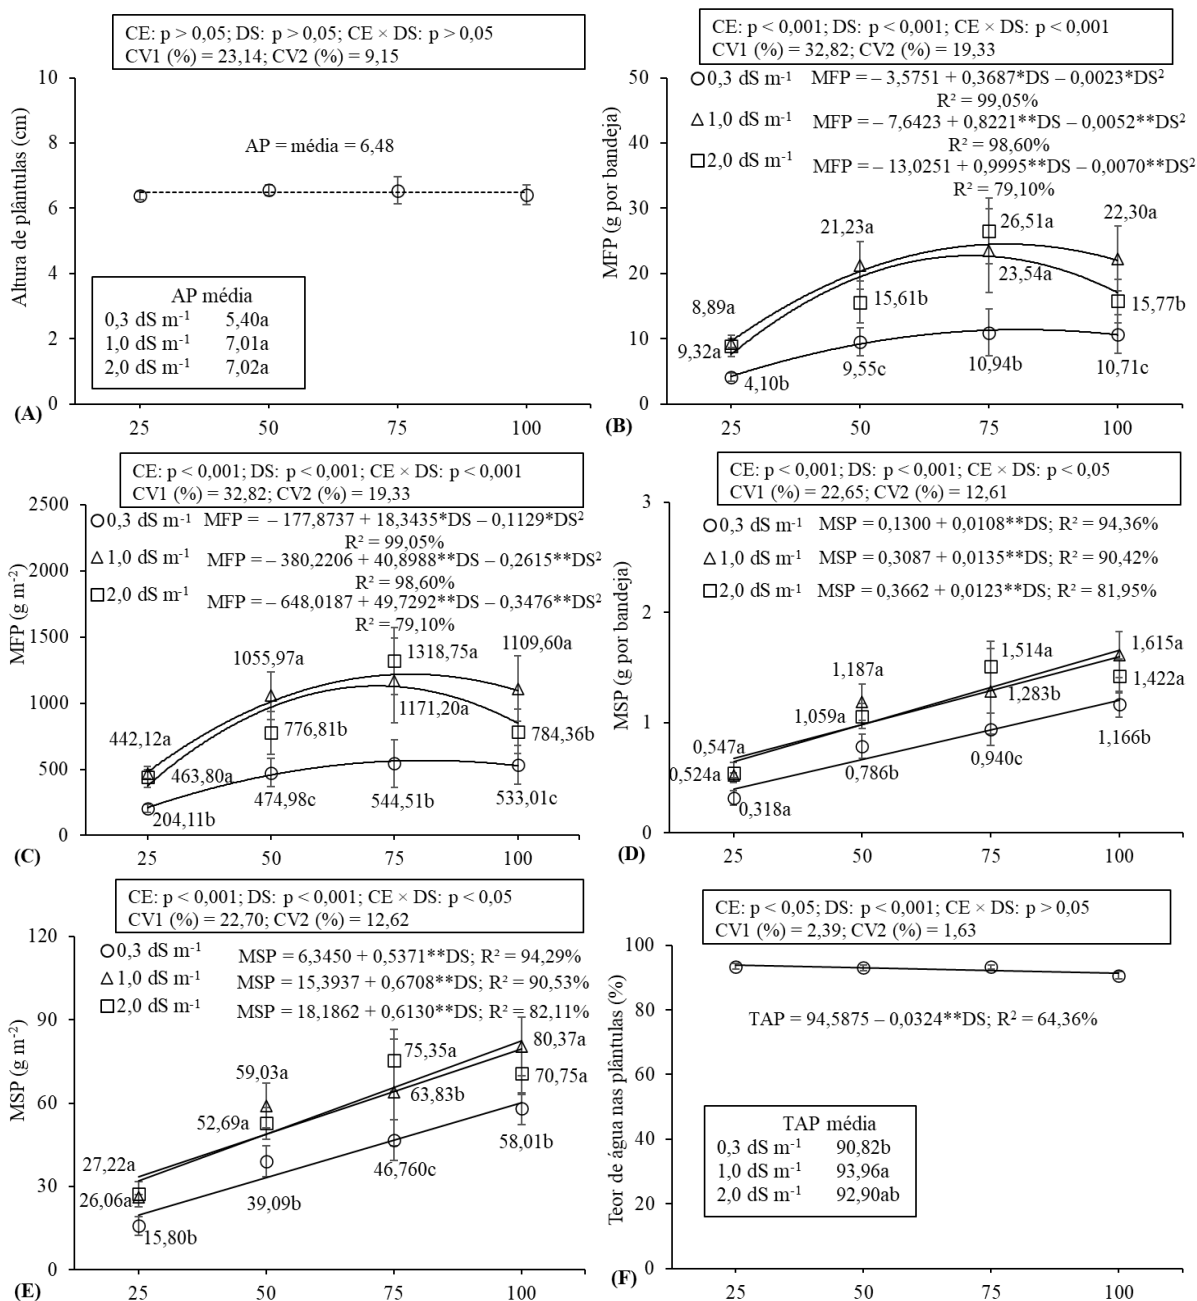 CE: p > 0,05; DS: p > 0,05; CE × DS: p > 0,05
CV1 (%) = 23,14; CV2 (%) = 9,15
Altura de plântulas (cm)
10
8
6
4
2
0
AP = média = 6,48
AP média
0,3 dS m⁻¹ 5,40a
1,0 dS m⁻¹ 7,01a
2,0 dS m⁻¹ 7,02a
(A)
25 50 75 100
CE: p < 0,001; DS: p < 0,001; CE × DS: p < 0,001
CV1 (%) = 32,82; CV2 (%) = 19,33
MFP (g por bandeja)
50
40
30
20
10
0
0,3 dS m⁻¹ MFP = – 3,5751 + 0,3687*DS – 0,0023*DS²
R² = 99,05%
1,0 dS m⁻¹ MFP = – 7,6423 + 0,8221**DS – 0,0052**DS²
R² = 98,60%
2,0 dS m⁻¹ MFP = – 13,0251 + 0,9995**DS – 0,0070**DS²
R² = 79,10%
8,89a
9,32a
4,10b
21,23a
15,61b
9,55c
26,51a
23,54a
10,94b
22,30a
15,77b
10,71c
(B)
25 50 75 100
CE: p < 0,001; DS: p < 0,001; CE × DS: p < 0,001
CV1 (%) = 32,82; CV2 (%) = 19,33
MFP (g m⁻²)
2500
2000
1500
1000
500
0
0,3 dS m⁻¹ MFP = – 177,8737 + 18,3435*DS – 0,1129*DS²
R² = 99,05%
1,0 dS m⁻¹ MFP = – 380,2206 + 40,8988**DS – 0,2615**DS²
R² = 98,60%
2,0 dS m⁻¹ MFP = – 648,0187 + 49,7292**DS – 0,3476**DS²
R² = 79,10%
442,12a
463,80a
204,11b
1055,97a
776,81b
474,98c
1318,75a
1171,20a
544,51b
1109,60a
784,36b
533,01c
(C)
25 50 75 100
CE: p < 0,001; DS: p < 0,001; CE × DS: p < 0,05
CV1 (%) = 22,65; CV2 (%) = 12,61
MSP (g por bandeja)
3
2
1
0
0,3 dS m⁻¹ MSP = 0,1300 + 0,0108**DS; R² = 94,36%
1,0 dS m⁻¹ MSP = 0,3087 + 0,0135**DS; R² = 90,42%
2,0 dS m⁻¹ MSP = 0,3662 + 0,0123**DS; R² = 81,95%
0,547a
0,524a
0,318a
1,187a
1,059a
0,786b
1,514a
1,283b
0,940c
1,615a
1,422a
1,166b
(D)
25 50 75 100
CE: p < 0,001; DS: p < 0,001; CE × DS: p < 0,05
CV1 (%) = 22,70; CV2 (%) = 12,62
MSP (g m⁻²)
120
90
60
30
0
0,3 dS m⁻¹ MSP = 6,3450 + 0,5371**DS; R² = 94,29%
1,0 dS m⁻¹ MSP = 15,3937 + 0,6708**DS; R² = 90,53%
2,0 dS m⁻¹ MSP = 18,1862 + 0,6130**DS; R² = 82,11%
27,22a
26,06a
15,80b
59,03a
52,69a
39,09b
75,35a
63,83b
46,760c
80,37a
70,75a
58,01b
(E)
25 50 75 100
CE: p < 0,05; DS: p < 0,001; CE × DS: p > 0,05
CV1 (%) = 2,39; CV2 (%) = 1,63
Teor de água nas plântulas (%)
100
80
60
40
20
0
TAP = 94,5875 – 0,0324**DS; R² = 64,36%
TAP média
0,3 dS m⁻¹ 90,82b
1,0 dS m⁻¹ 93,96a
2,0 dS m⁻¹ 92,90ab
(F)
25 50 75 100